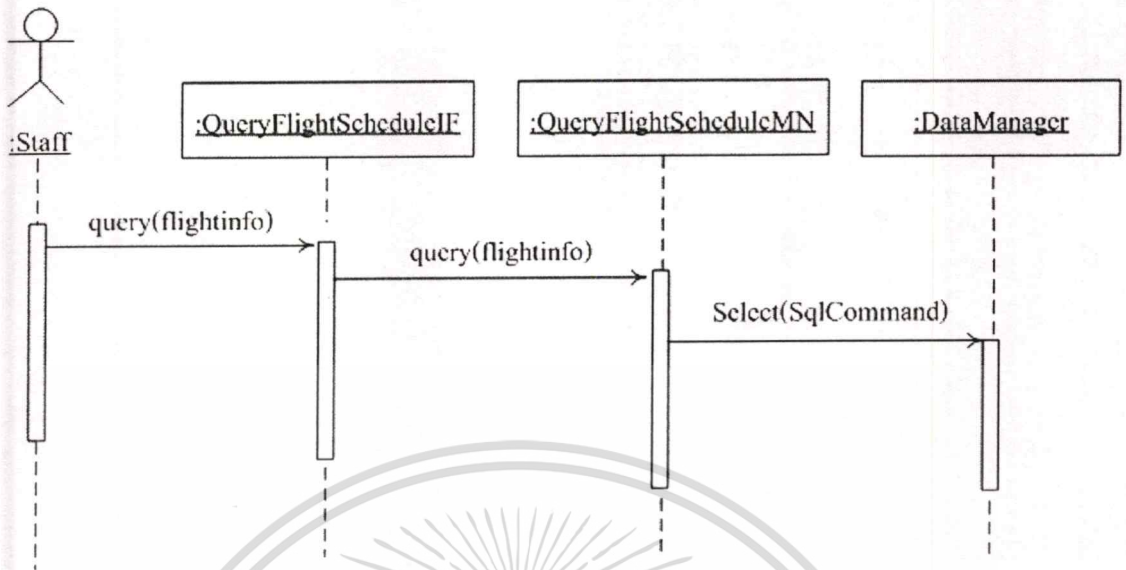 :Staff
:QueryFlightScheduleIF
:QueryFlightScheduleMN
:DataManager
query(flightinfo)
query(flightinfo)
Select(SqlCommand)